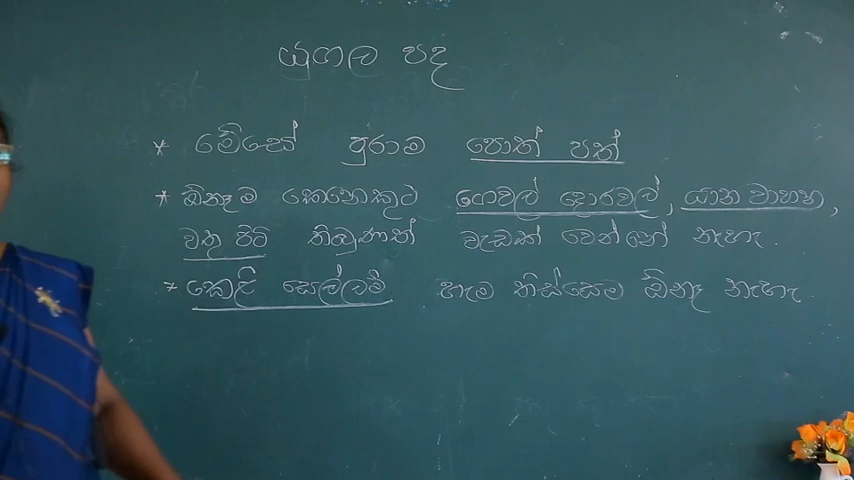 යුගල පද
* මේසේ පුරාම පොත් පත්
* ඕනෑම කෙනෙකුට ගෙවල් දොරවල්, යාන වාහන,
වතු පිටි තිබුණත් වැඩක් වෙන්නේ නැහැ.
* කෙළි සෙල්ලම් හැම තිස්සෙම ඕනෑ නැහැ.